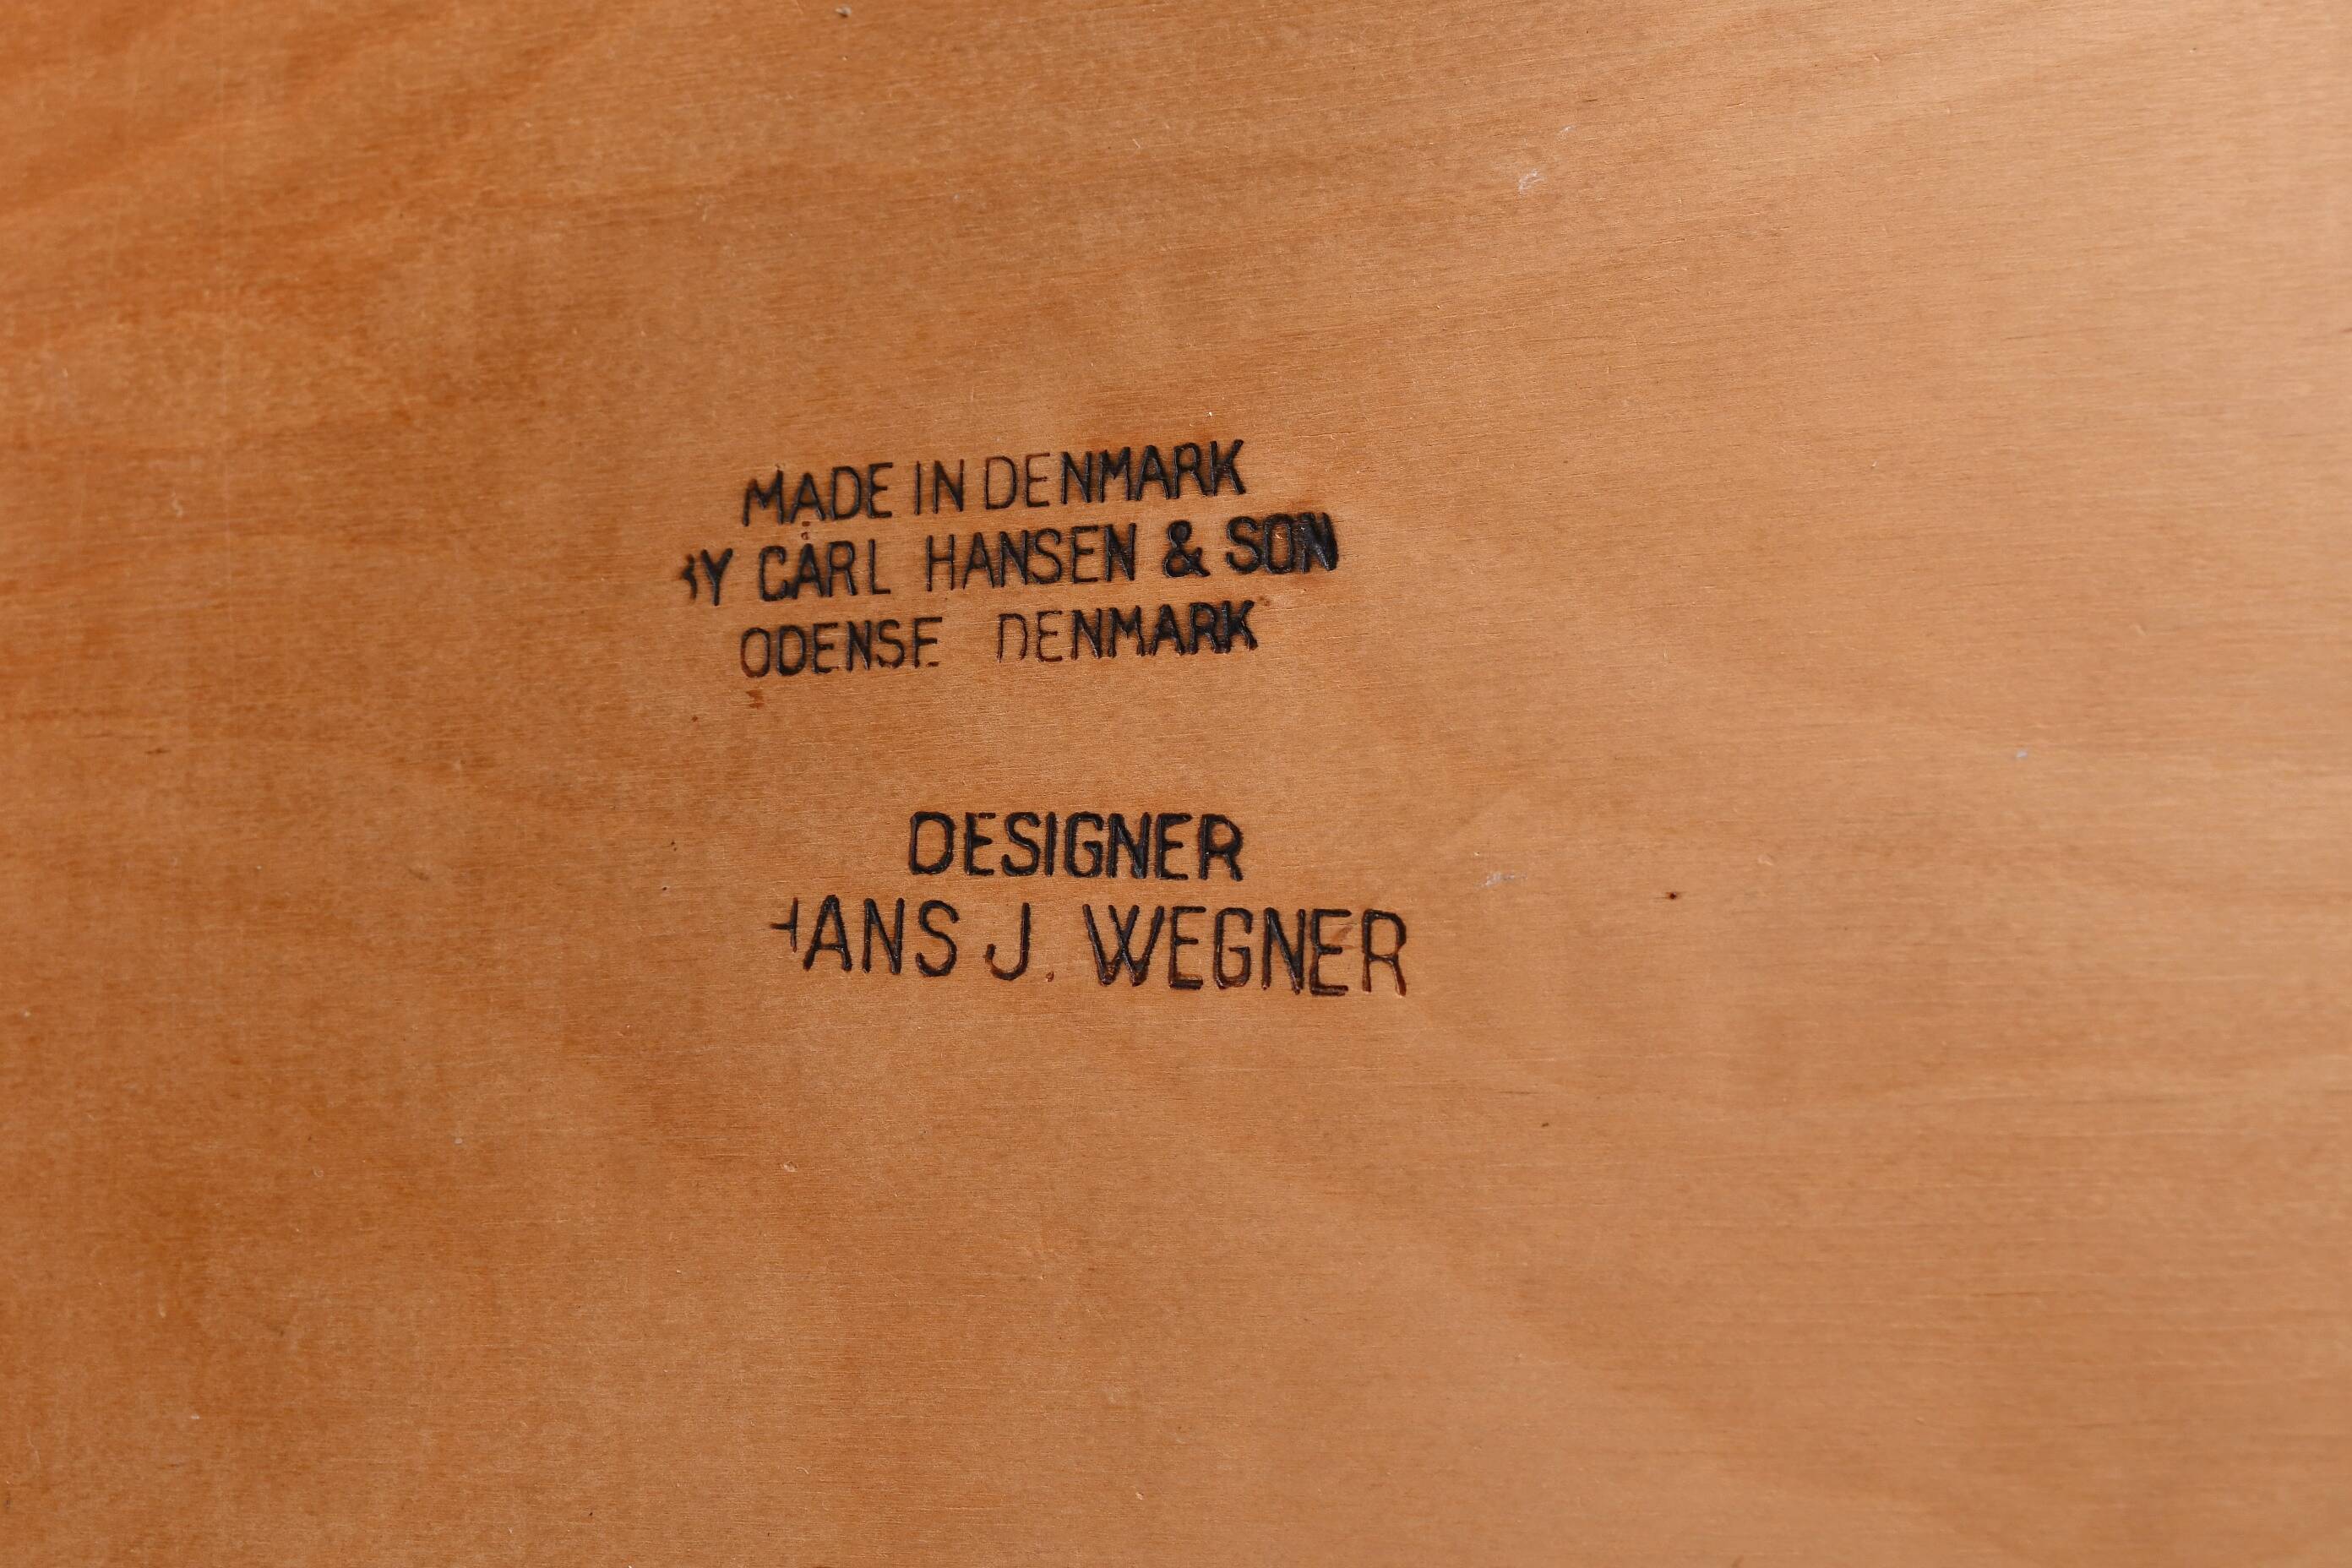 MADE IN DENMARK
BY CARL HANSEN & SON
ODENSE DENMARK
DESIGNER
HANS J. WEGNER